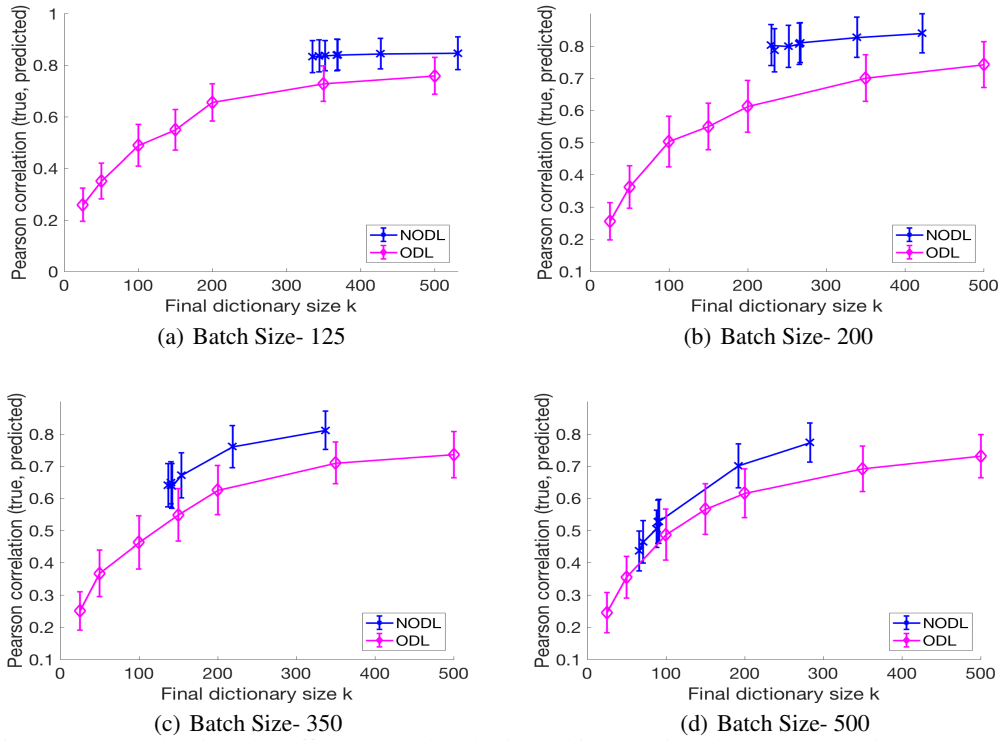 Pearson correlation (true, predicted)
1
0.8
0.6
0.4
0.2
0
0 100 200 300 400 500
Final dictionary size k
NODL
ODL
(a) Batch Size- 125
Pearson correlation (true, predicted)
0.8
0.7
0.6
0.5
0.4
0.3
0.2
0.1
0 100 200 300 400 500
Final dictionary size k
NODL
ODL
(b) Batch Size- 200
Pearson correlation (true, predicted)
0.8
0.7
0.6
0.5
0.4
0.3
0.2
0.1
0 100 200 300 400 500
Final dictionary size k
NODL
ODL
(c) Batch Size- 350
Pearson correlation (true, predicted)
0.8
0.7
0.6
0.5
0.4
0.3
0.2
0.1
0 100 200 300 400 500
Final dictionary size k
NODL
ODL
(d) Batch Size- 500